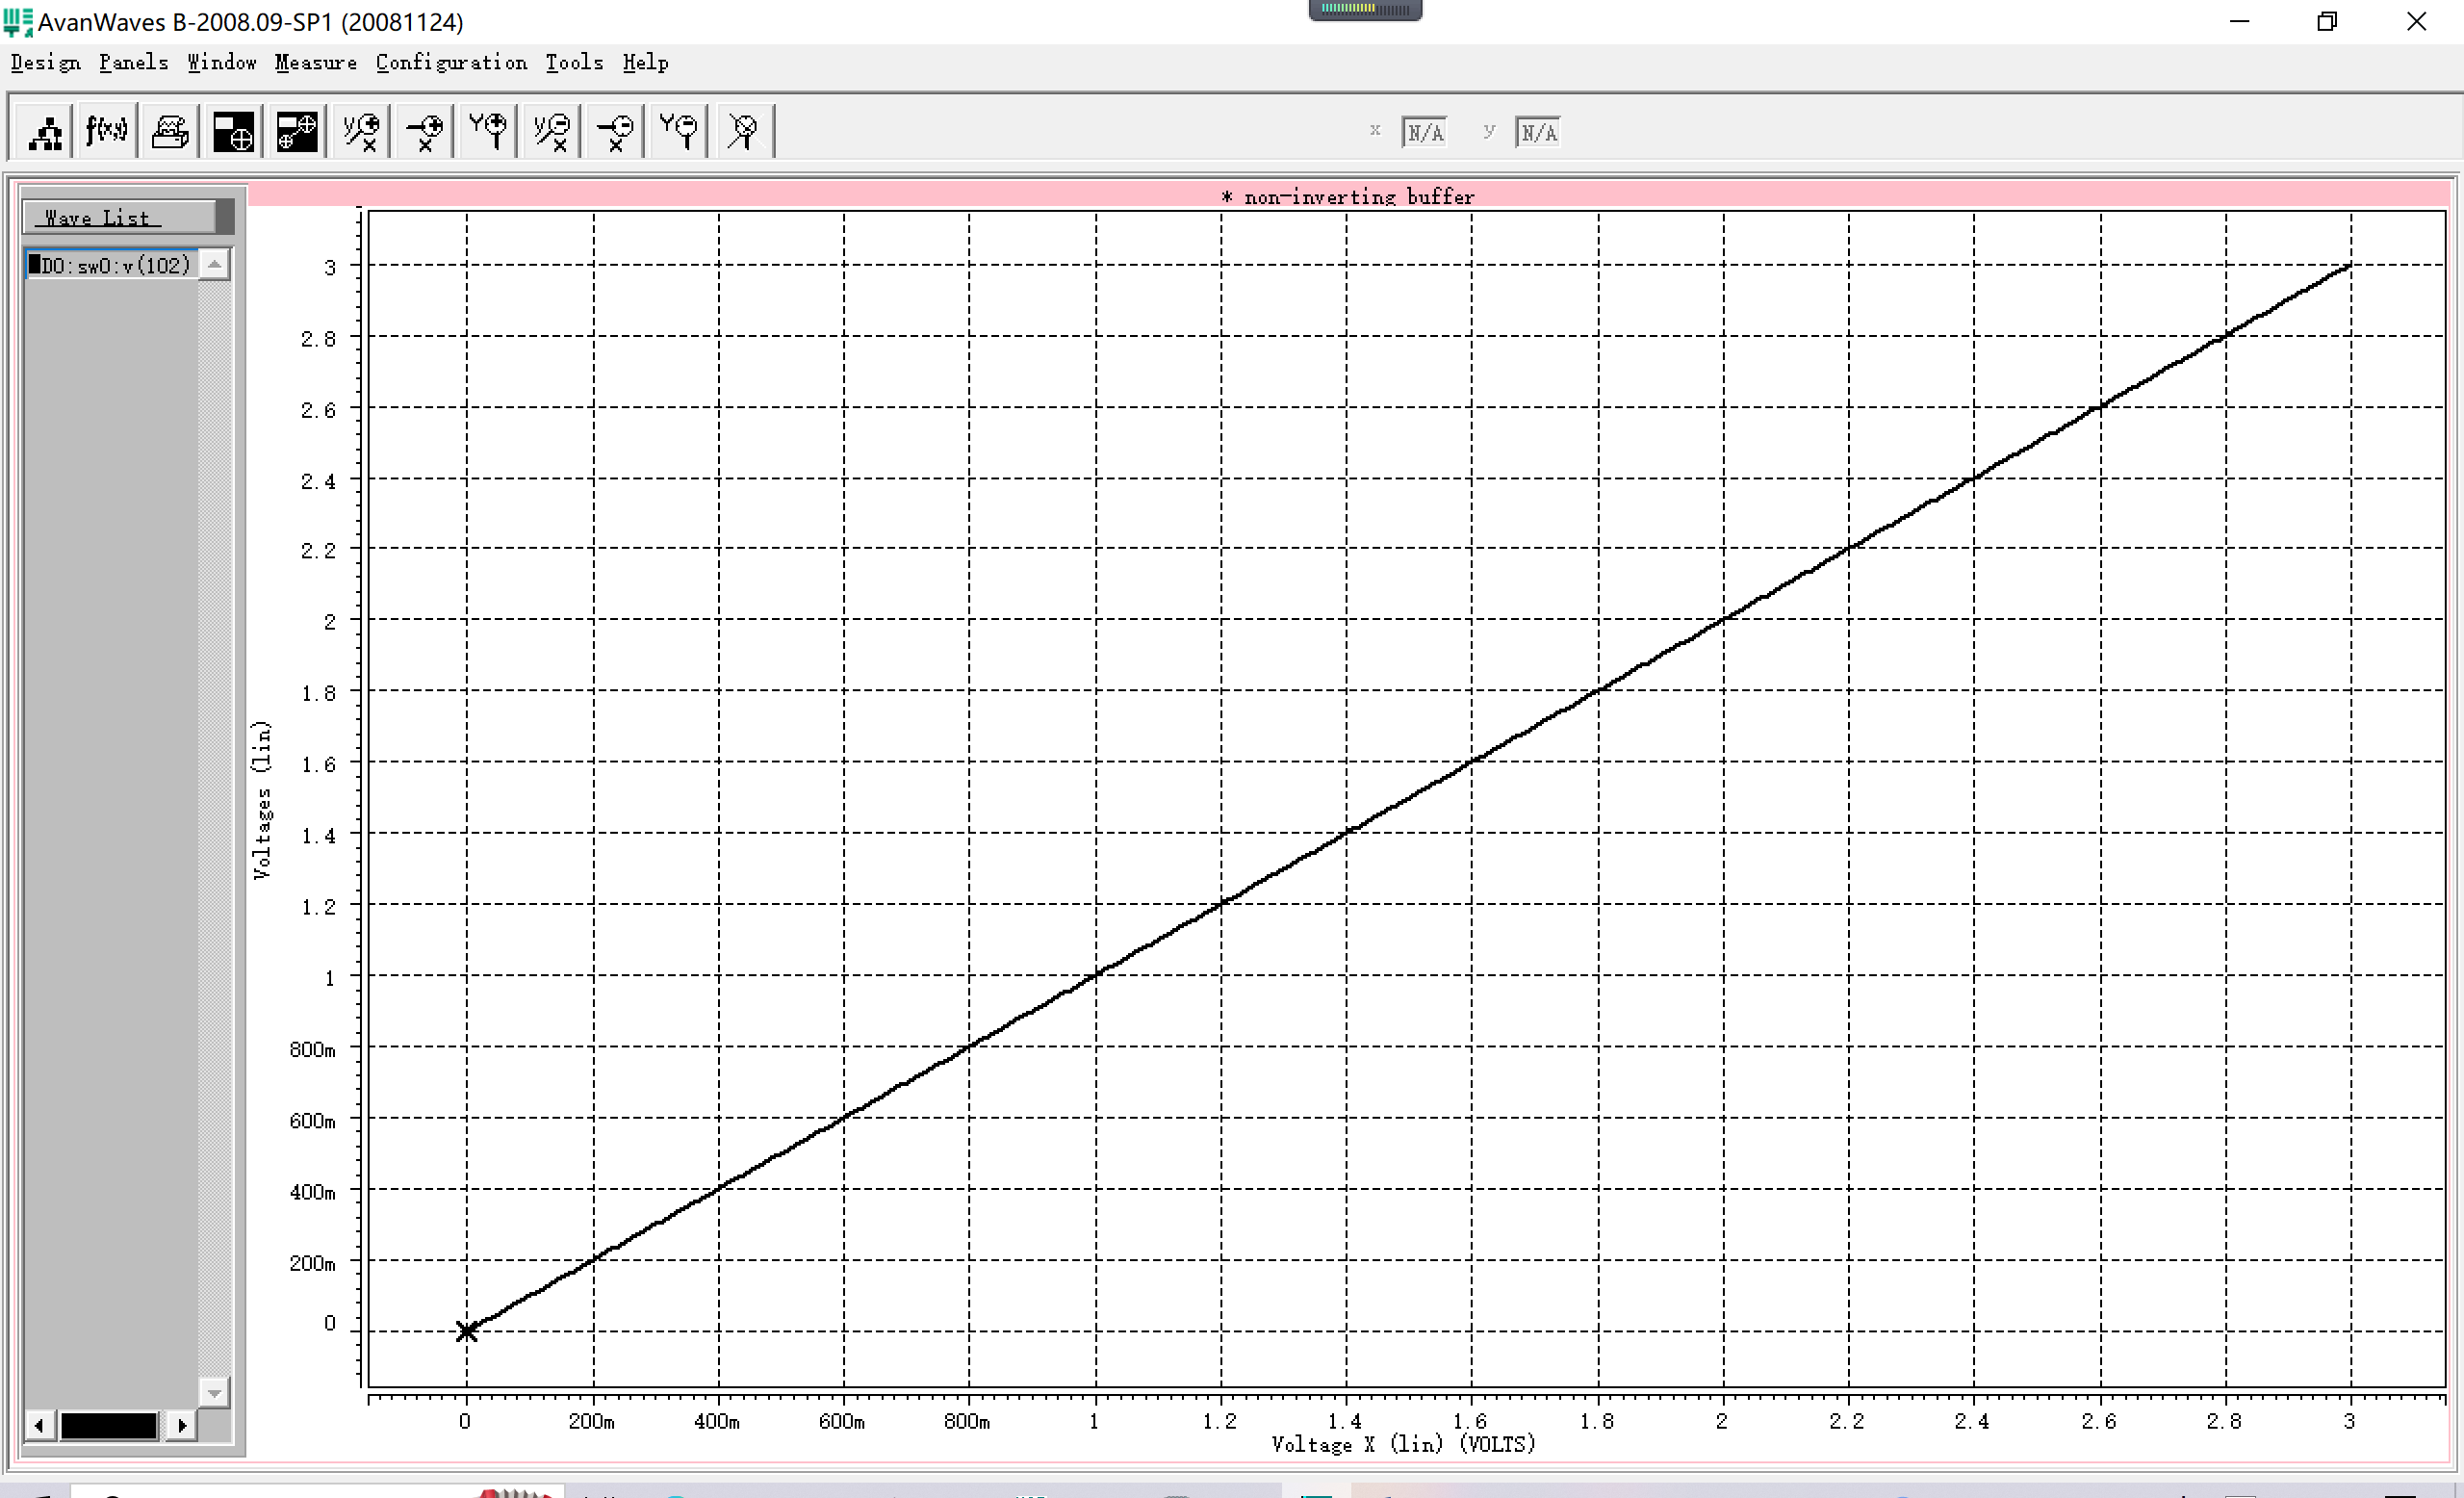 AvanWaves B-2008.09-SP1 (20081124)
Design Panels Window Measure Configuration Tools Help
f(x,y)
x N/A y N/A
* non-inverting buffer
Wave List
D0:sw0:v(102)
Voltages (lin)
3
2.8
2.6
2.4
2.2
2
1.8
1.6
1.4
1.2
1
800m
600m
400m
200m
0
0 200m 400m 600m 800m 1 1.2 1.4 1.6 1.8 2 2.2 2.4 2.6 2.8 3
Voltage X (lin) (VOLTS)